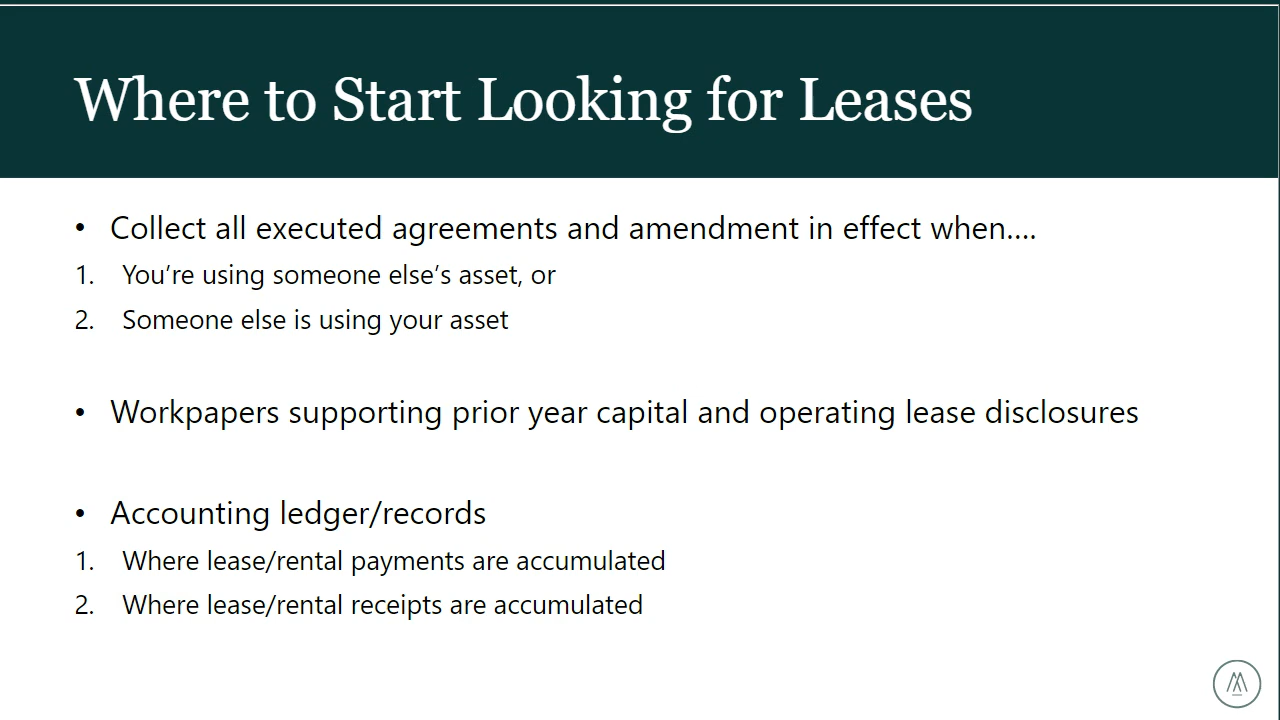 Where to Start Looking for Leases
• Collect all executed agreements and amendment in effect when....
1. You’re using someone else’s asset, or
2. Someone else is using your asset
• Workpapers supporting prior year capital and operating lease disclosures
• Accounting ledger/records
1. Where lease/rental payments are accumulated
2. Where lease/rental receipts are accumulated